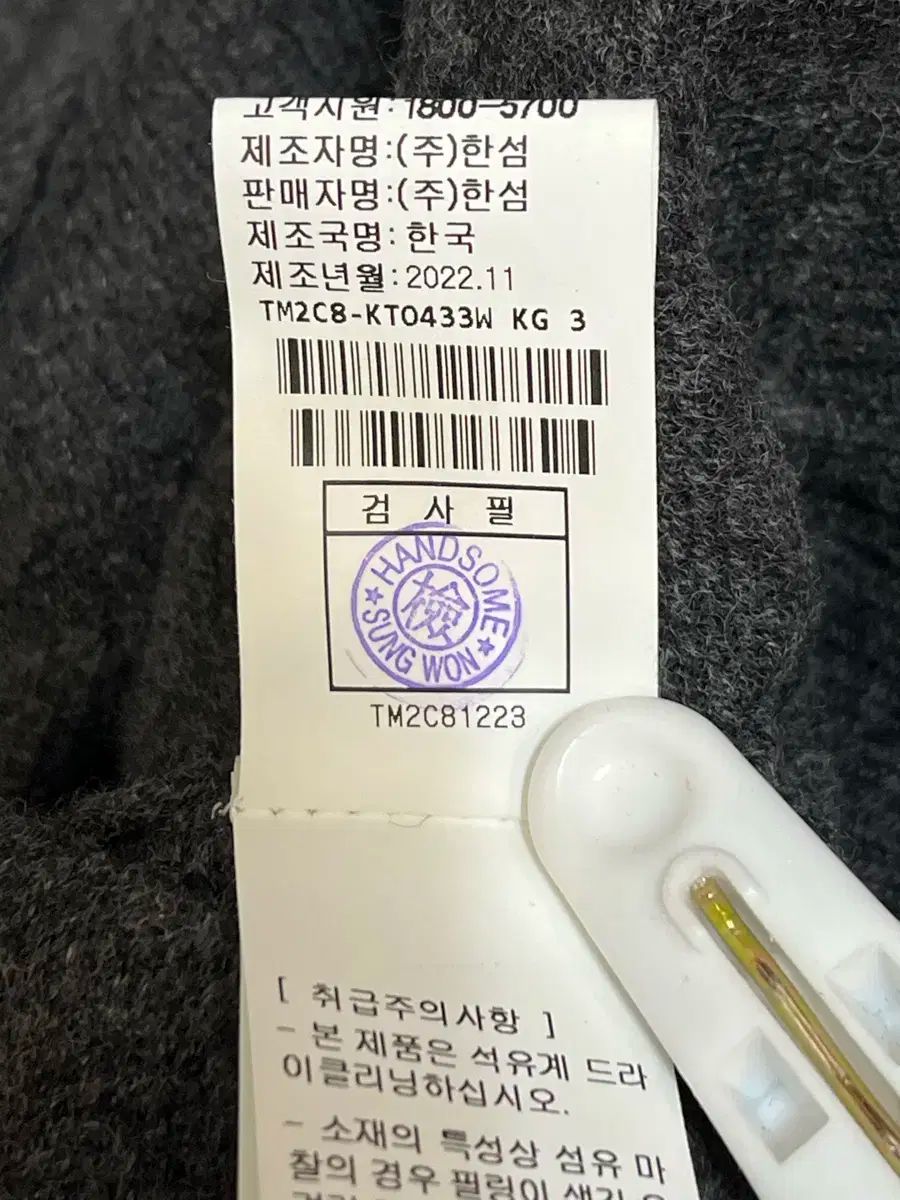 고객지원:1800-5700
제조자명:(주)한섬
판매자명:(주)한섬
제조국명: 한국
제조년월:2022.11
TM2C8-KTO433W KG 3
검 사 필
HANDSOME
檢
SUNG WON
TM2C81223
[ 취급주의사항 ]
- 본 제품은 석유계 드라
이클리닝하십시오.
- 소재의 특성상 섬유 마
찰의 경우 필링이 생길